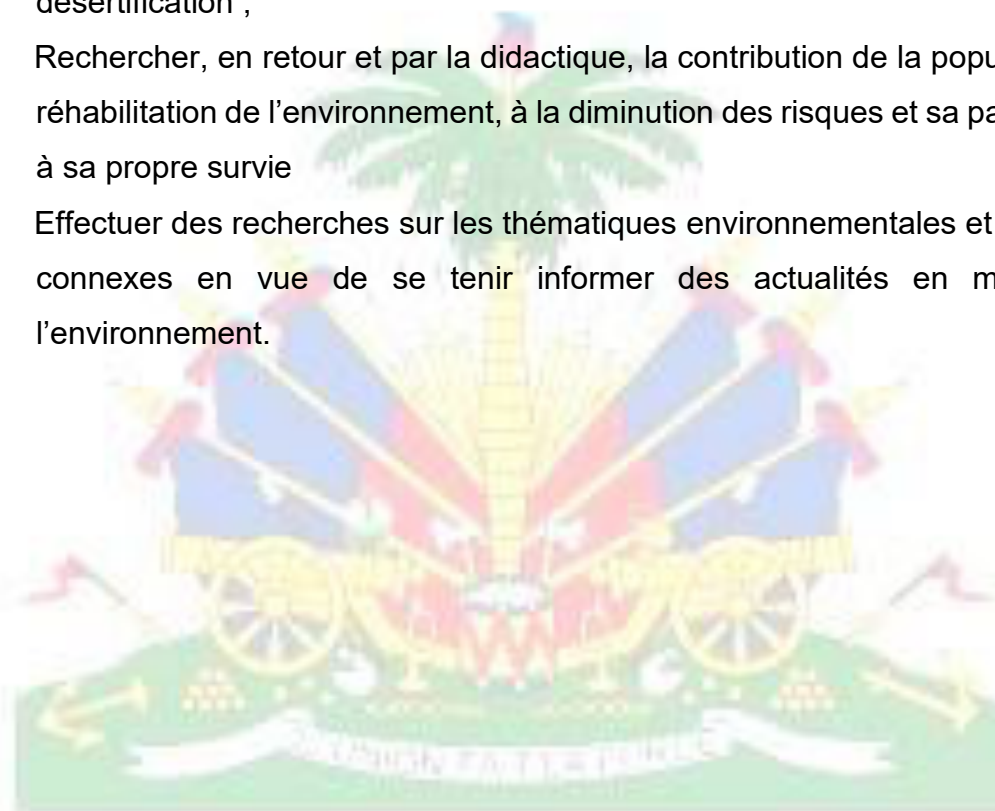 désertification ;
Rechercher, en retour et par la didactique, la contribution de la popu
réhabilitation de l’environnement, à la diminution des risques et sa pa
à sa propre survie
Effectuer des recherches sur les thématiques environnementales et
connexes en vue de se tenir informer des actualités en m
l’environnement.